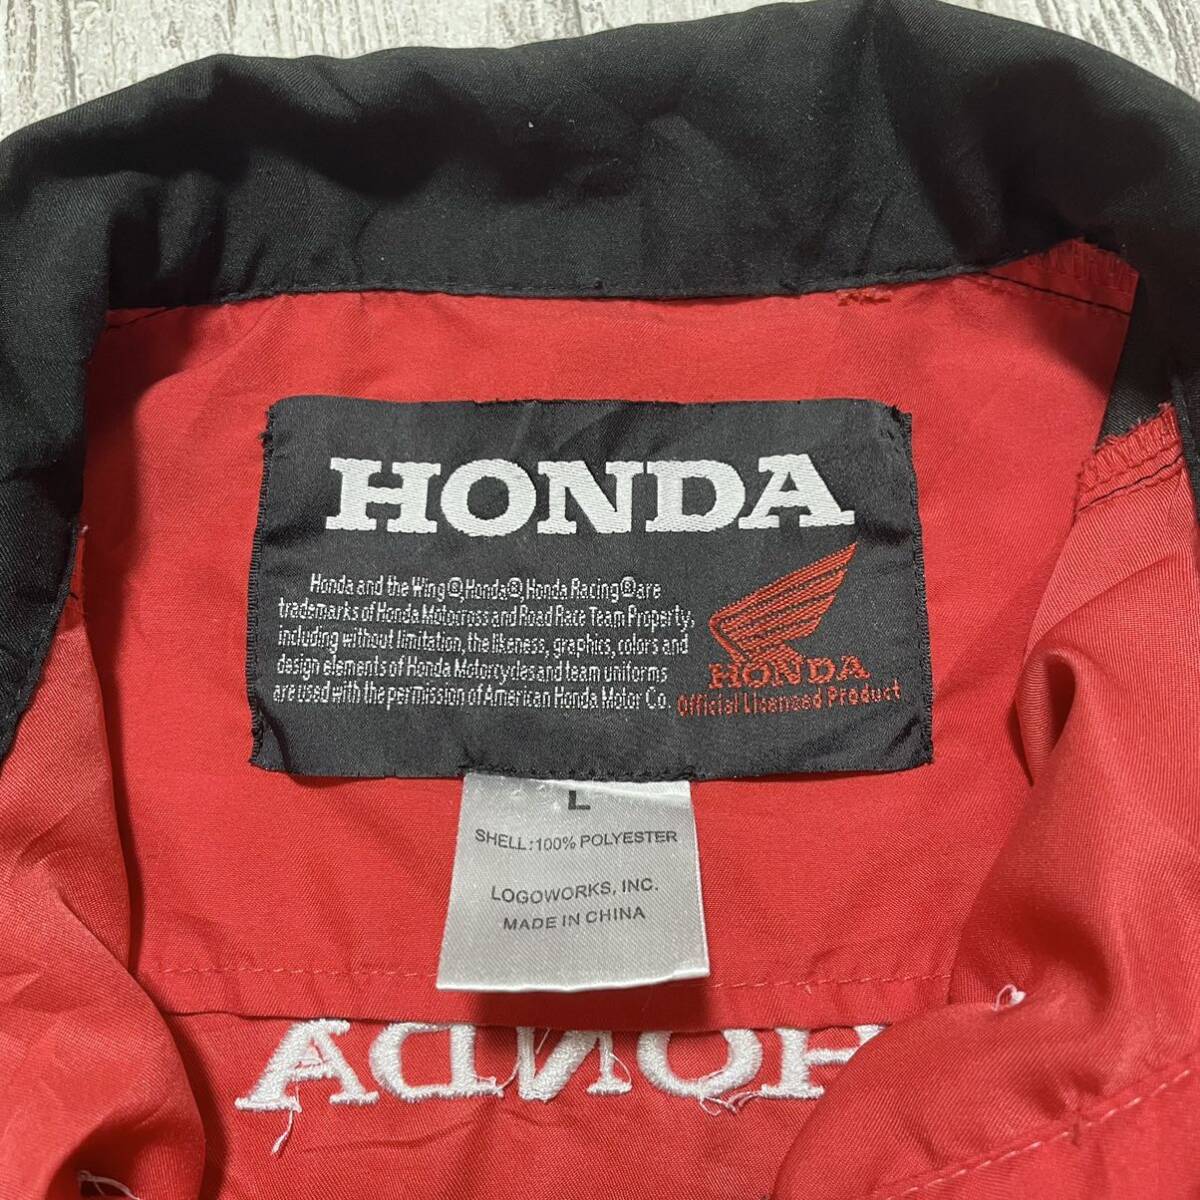 HONDA
Honda and the Wing®,Honda®,Honda Racing®are
trademarks of Honda Motocross and Road Race Team Property,
including without limitation, the likeness, graphics, colors and
design elements of Honda Motorcycles and team uniforms
are used with the permission of American Honda Motor Co.
HONDA
Official Licensed Product
L
SHELL:100% POLYESTER
LOGOWORKS, INC.
MADE IN CHINA
HONDA